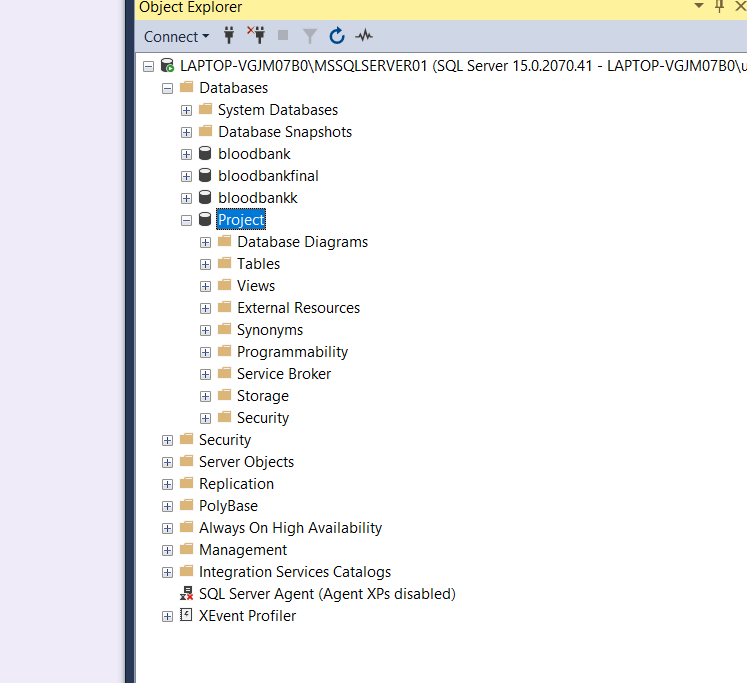 Object Explorer
Connect
LAPTOP-VGJM07B0\MSSQLSERVER01 (SQL Server 15.0.2070.41 - LAPTOP-VGJM07B0\u
Databases
System Databases
Database Snapshots
bloodbank
bloodbankfinal
bloodbankk
Project
Database Diagrams
Tables
Views
External Resources
Synonyms
Programmability
Service Broker
Storage
Security
Security
Server Objects
Replication
PolyBase
Always On High Availability
Management
Integration Services Catalogs
SQL Server Agent (Agent XPs disabled)
XEvent Profiler